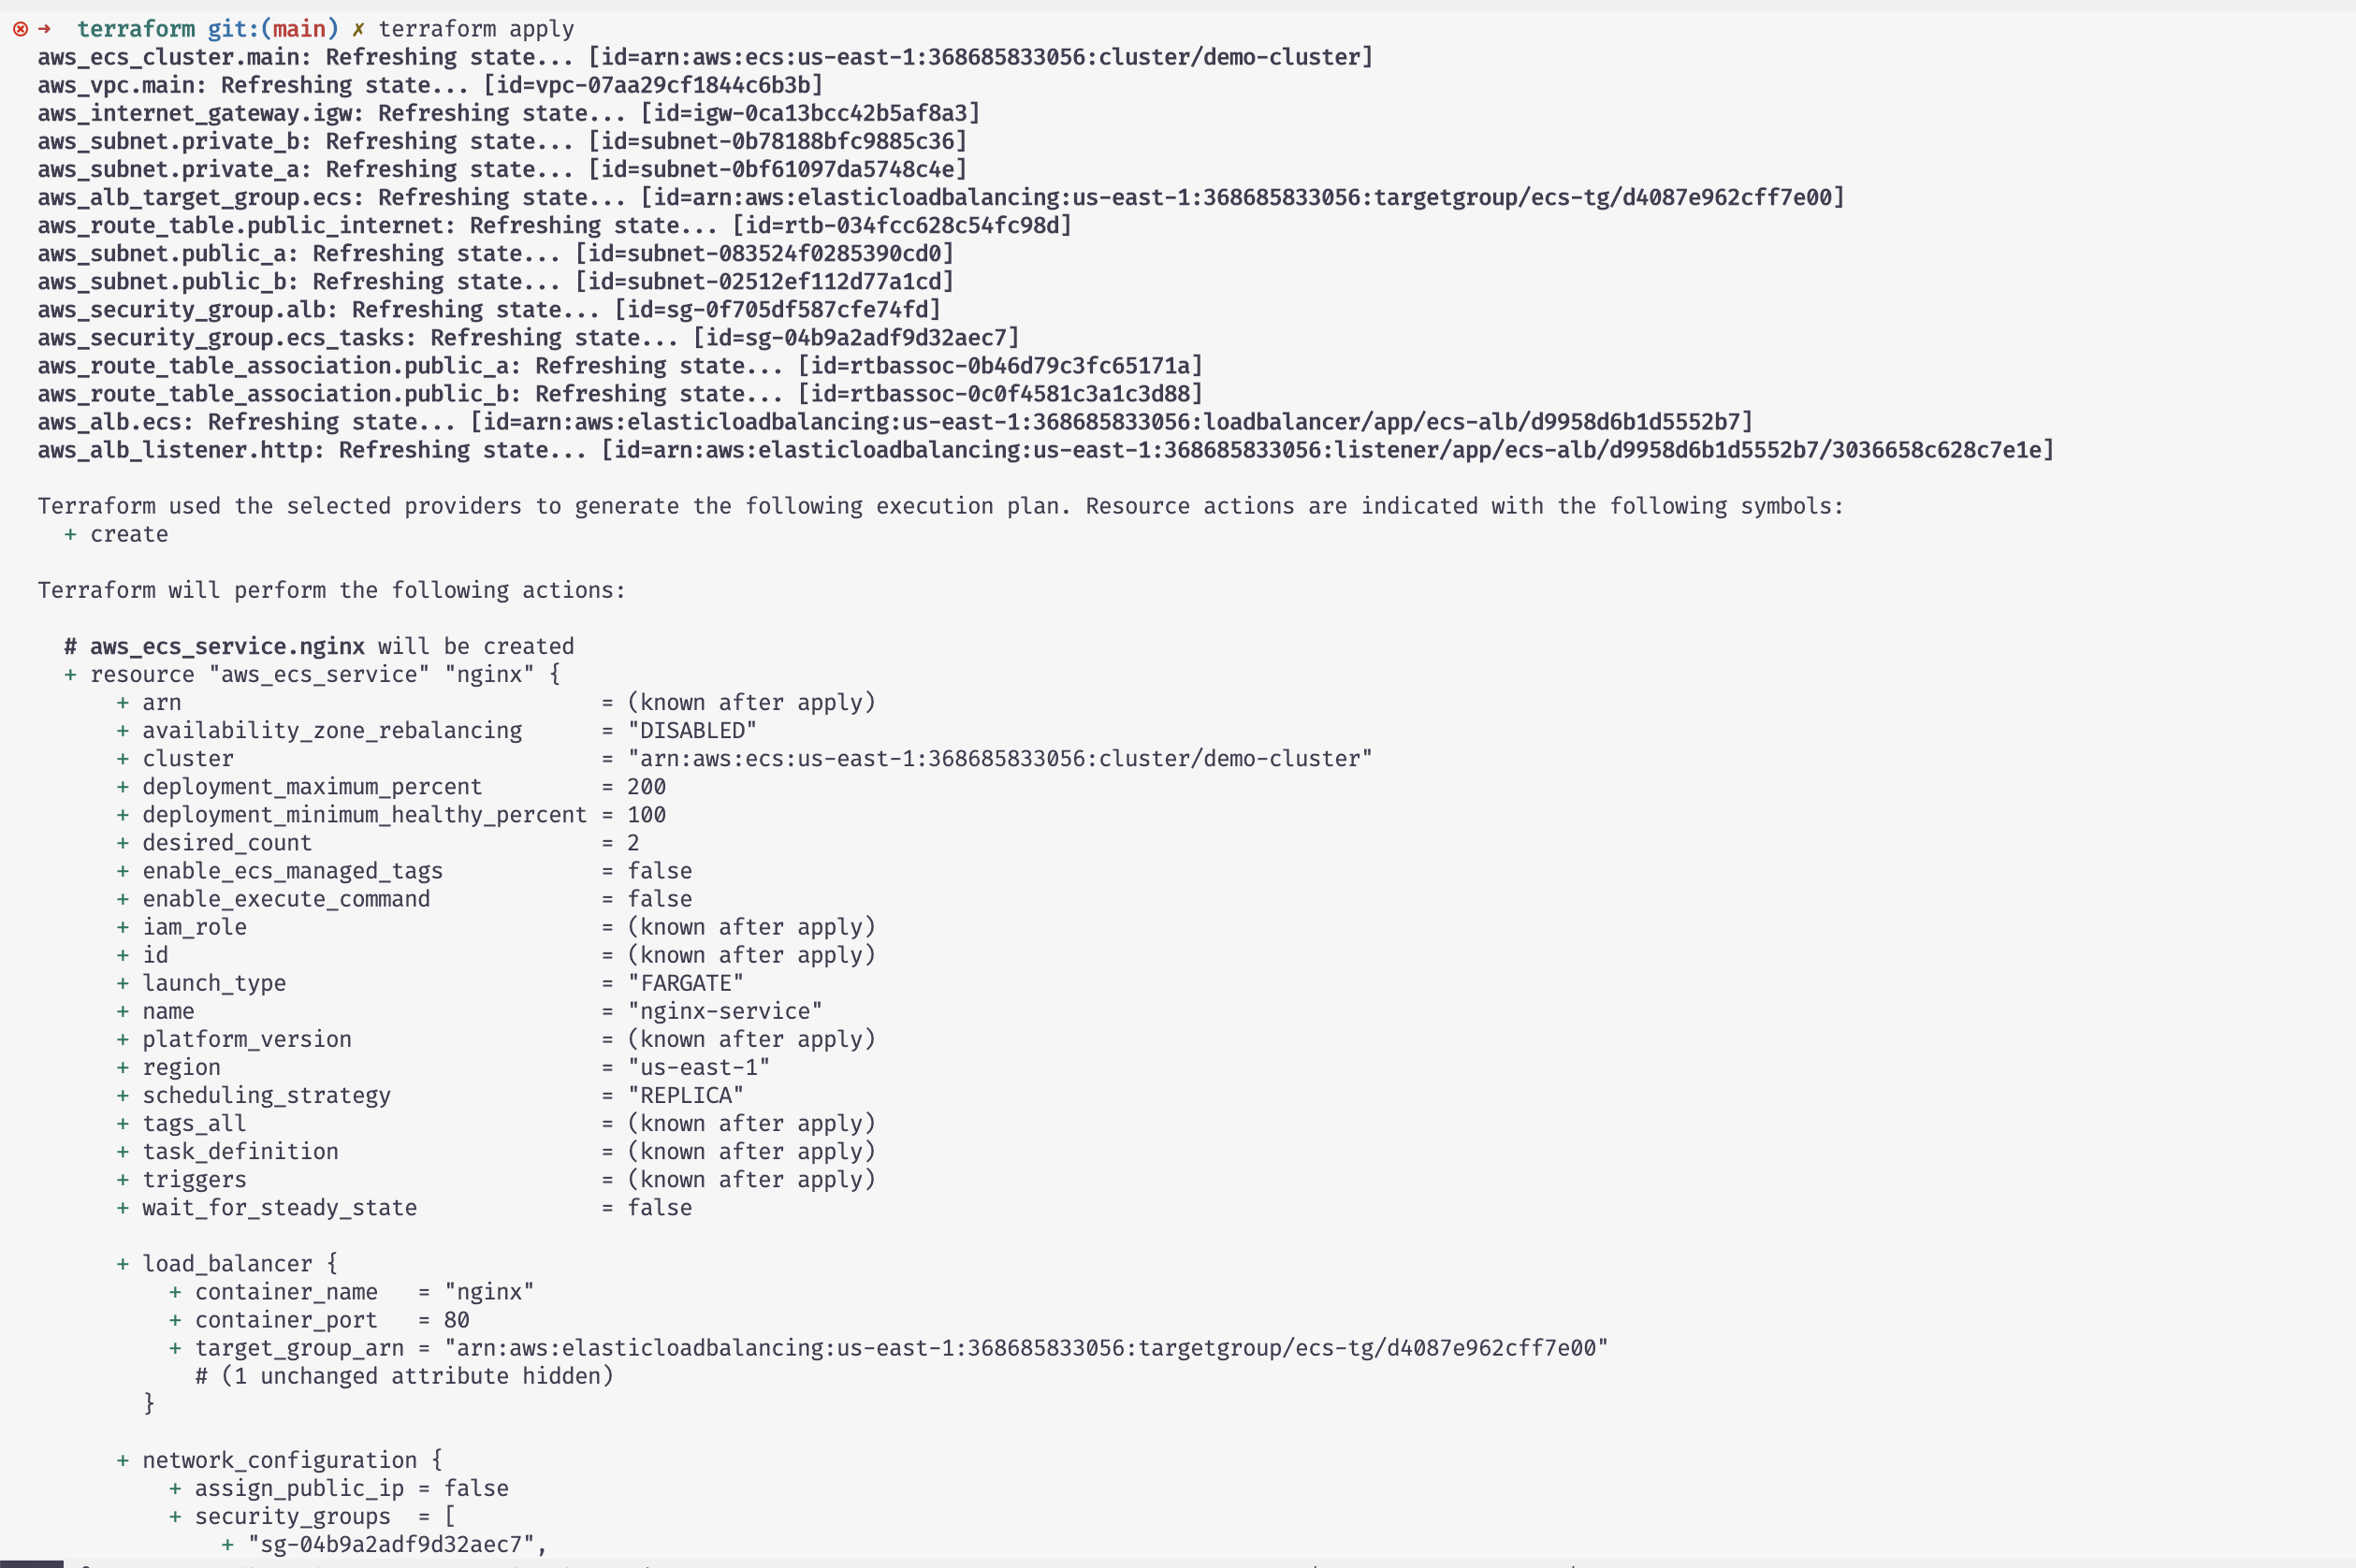 ⊗ ➜  terraform git:(main) ✗ terraform apply
aws_ecs_cluster.main: Refreshing state... [id=arn:aws:ecs:us-east-1:368685833056:cluster/demo-cluster]
aws_vpc.main: Refreshing state... [id=vpc-07aa29cf1844c6b3b]
aws_internet_gateway.igw: Refreshing state... [id=igw-0ca13bcc42b5af8a3]
aws_subnet.private_b: Refreshing state... [id=subnet-0b78188bfc9885c36]
aws_subnet.private_a: Refreshing state... [id=subnet-0bf61097da5748c4e]
aws_alb_target_group.ecs: Refreshing state... [id=arn:aws:elasticloadbalancing:us-east-1:368685833056:targetgroup/ecs-tg/d4087e962cff7e00]
aws_route_table.public_internet: Refreshing state... [id=rtb-034fcc628c54fc98d]
aws_subnet.public_a: Refreshing state... [id=subnet-083524f0285390cd0]
aws_subnet.public_b: Refreshing state... [id=subnet-02512ef112d77a1cd]
aws_security_group.alb: Refreshing state... [id=sg-0f705df587cfe74fd]
aws_security_group.ecs_tasks: Refreshing state... [id=sg-04b9a2adf9d32aec7]
aws_route_table_association.public_a: Refreshing state... [id=rtbassoc-0b46d79c3fc65171a]
aws_route_table_association.public_b: Refreshing state... [id=rtbassoc-0c0f4581c3a1c3d88]
aws_alb.ecs: Refreshing state... [id=arn:aws:elasticloadbalancing:us-east-1:368685833056:loadbalancer/app/ecs-alb/d9958d6b1d5552b7]
aws_alb_listener.http: Refreshing state... [id=arn:aws:elasticloadbalancing:us-east-1:368685833056:listener/app/ecs-alb/d9958d6b1d5552b7/3036658c628c7e1e]

Terraform used the selected providers to generate the following execution plan. Resource actions are indicated with the following symbols:
  + create

Terraform will perform the following actions:

  # aws_ecs_service.nginx will be created
  + resource "aws_ecs_service" "nginx" {
      + arn                                = (known after apply)
      + availability_zone_rebalancing      = "DISABLED"
      + cluster                            = "arn:aws:ecs:us-east-1:368685833056:cluster/demo-cluster"
      + deployment_maximum_percent         = 200
      + deployment_minimum_healthy_percent = 100
      + desired_count                      = 2
      + enable_ecs_managed_tags            = false
      + enable_execute_command             = false
      + iam_role                           = (known after apply)
      + id                                 = (known after apply)
      + launch_type                        = "FARGATE"
      + name                               = "nginx-service"
      + platform_version                   = (known after apply)
      + region                             = "us-east-1"
      + scheduling_strategy                = "REPLICA"
      + tags_all                           = (known after apply)
      + task_definition                    = (known after apply)
      + triggers                           = (known after apply)
      + wait_for_steady_state              = false

      + load_balancer {
          + container_name   = "nginx"
          + container_port   = 80
          + target_group_arn = "arn:aws:elasticloadbalancing:us-east-1:368685833056:targetgroup/ecs-tg/d4087e962cff7e00"
            # (1 unchanged attribute hidden)
        }

      + network_configuration {
          + assign_public_ip = false
          + security_groups  = [
              + "sg-04b9a2adf9d32aec7",